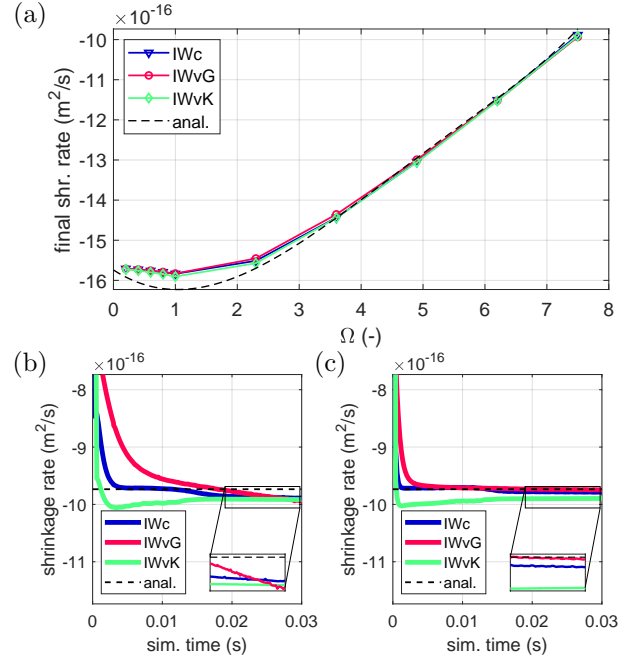 (a)
×10^-16
-10
-11
-12
-13
-14
-15
-16
final shr. rate (m^2/s)
IWc
IWvG
IWvK
anal.
0 1 2 3 4 5 6 7 8
Ω (-)
(b)
×10^-16
-8
-9
-10
-11
shrinkage rate (m^2/s)
IWc
IWvG
IWvK
anal.
0 0.01 0.02 0.03
sim. time (s)
(c)
×10^-16
-8
-9
-10
-11
shrinkage rate (m^2/s)
IWc
IWvG
IWvK
anal.
0 0.01 0.02 0.03
sim. time (s)